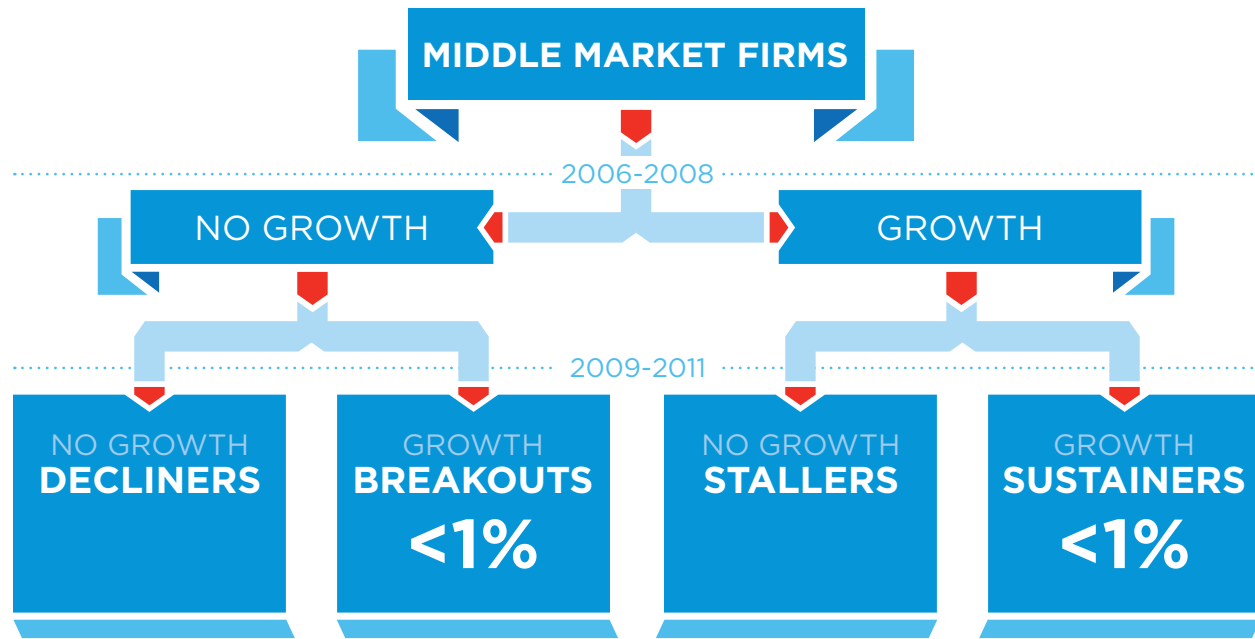 MIDDLE MARKET FIRMS
2006-2008
NO GROWTH
GROWTH
2009-2011
NO GROWTH
DECLINERS
GROWTH
BREAKOUTS
<1%
NO GROWTH
STALLERS
GROWTH
SUSTAINERS
<1%